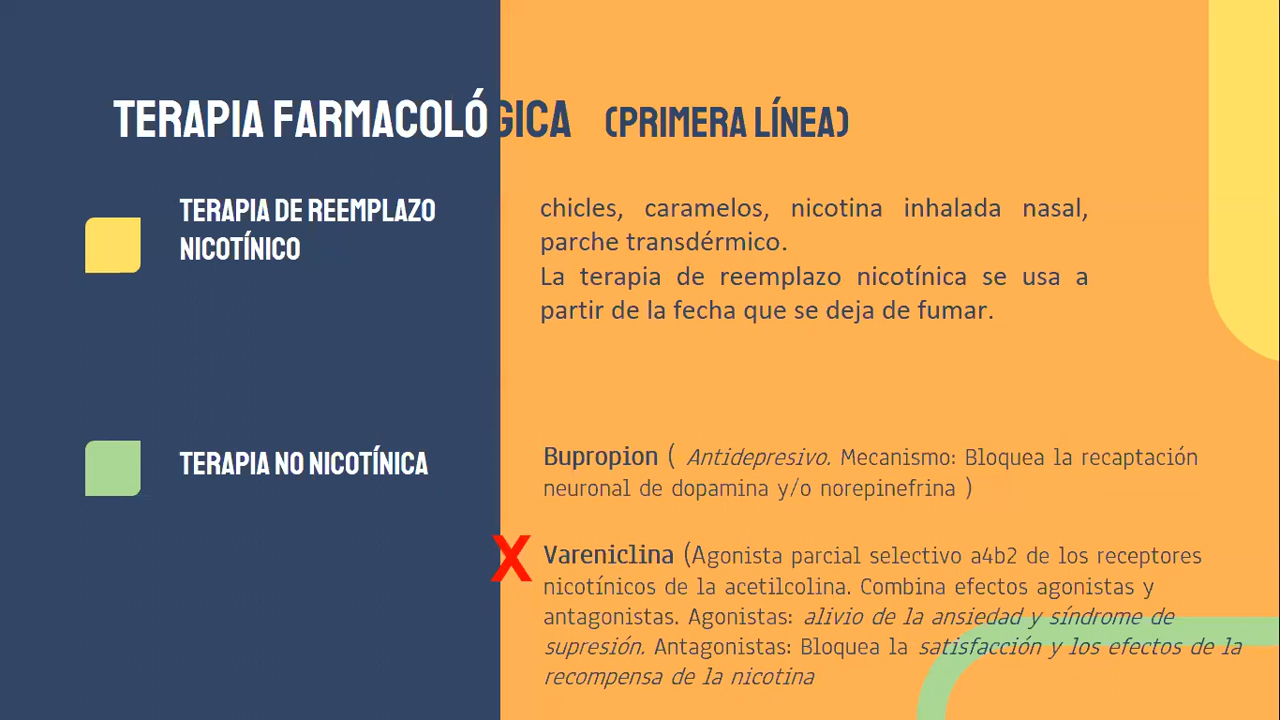 TERAPIA FARMACOLÓGICA (PRIMERA LÍNEA)
TERAPIA DE REEMPLAZO
NICOTÍNICO
chicles, caramelos, nicotina inhalada nasal,
parche transdérmico.
La terapia de reemplazo nicotínica se usa a
partir de la fecha que se deja de fumar.
TERAPIA NO NICOTÍNICA
Bupropion ( Antidepresivo. Mecanismo: Bloquea la recaptación
neuronal de dopamina y/o norepinefrina )
X Vareniclina (Agonista parcial selectivo a4b2 de los receptores
nicotínicos de la acetilcolina. Combina efectos agonistas y
antagonistas. Agonistas: alivio de la ansiedad y síndrome de
supresión. Antagonistas: Bloquea la satisfacción y los efectos de la
recompensa de la nicotina